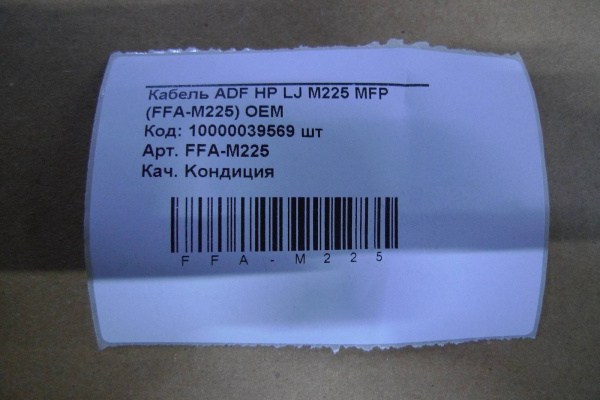 Кабель ADF HP LJ M225 MFP
(FFA-M225) OEM
Код: 10000039569 шт
Арт. FFA-M225
Кач. Кондиция
FFA-M225